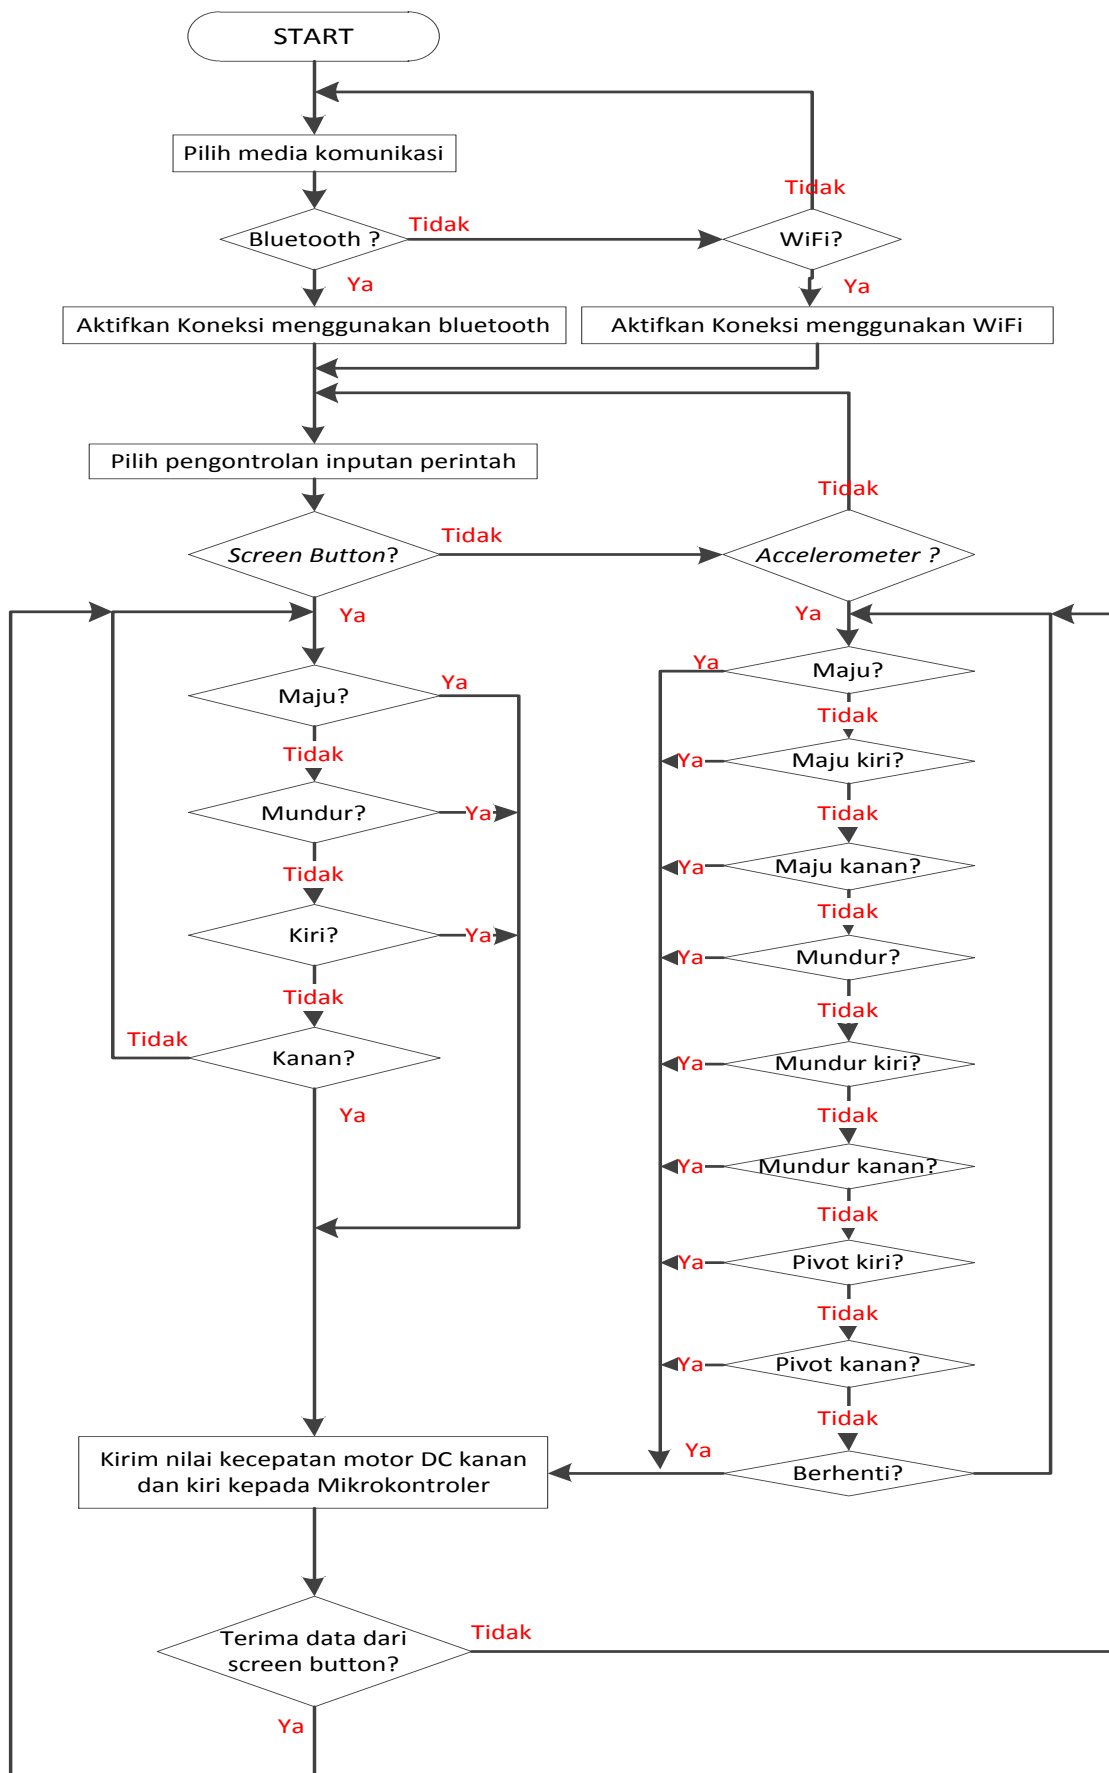 START
Pilih media komunikasi
Tidak
Bluetooth ?
Tidak
WiFi?
Ya
Ya
Aktifkan Koneksi menggunakan bluetooth
Aktifkan Koneksi menggunakan WiFi
Pilih pengontrolan inputan perintah
Tidak
Screen Button?
Tidak
Accelerometer ?
Ya
Ya
Maju?
Ya
Tidak
Mundur?
Ya
Tidak
Kiri?
Ya
Tidak
Tidak
Kanan?
Ya
Ya
Maju?
Tidak
Ya
Maju kiri?
Tidak
Ya
Maju kanan?
Tidak
Ya
Mundur?
Tidak
Ya
Mundur kiri?
Tidak
Ya
Mundur kanan?
Tidak
Ya
Pivot kiri?
Tidak
Ya
Pivot kanan?
Tidak
Ya
Berhenti?
Kirim nilai kecepatan motor DC kanan
dan kiri kepada Mikrokontroler
Terima data dari
screen button?
Tidak
Ya